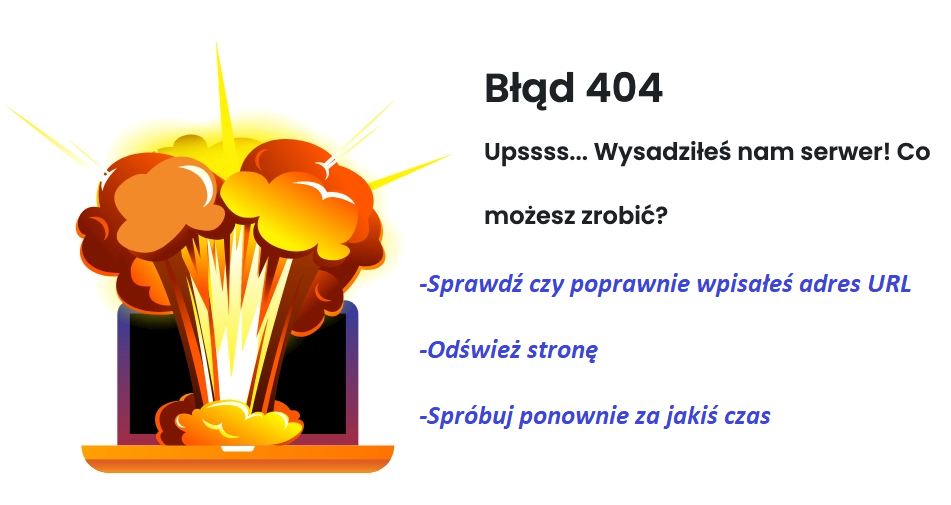 Błąd 404
Upssss... Wysadziłeś nam serwer! Co
możesz zrobić?
-Sprawdź czy poprawnie wpisałeś adres URL
-Odśwież stronę
-Spróbuj ponownie za jakiś czas